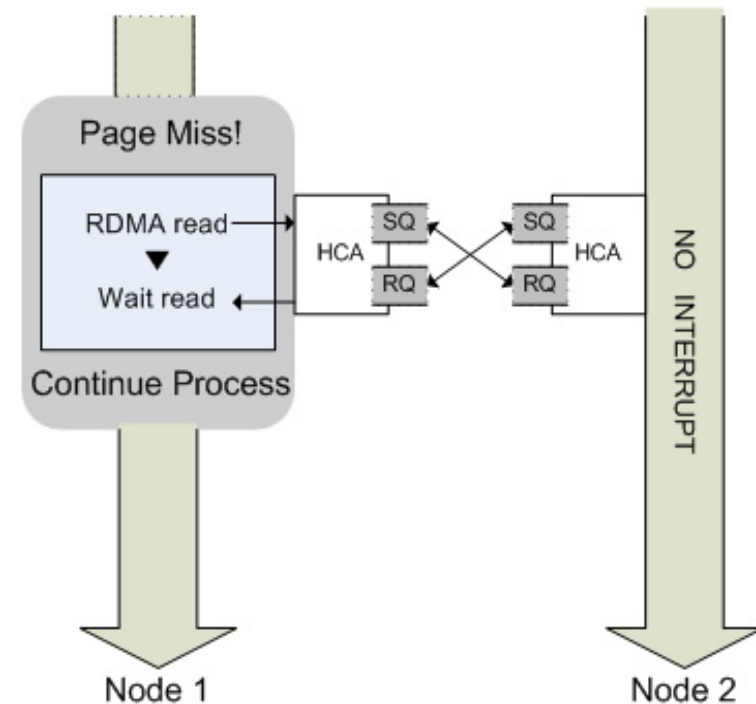 Page Miss!
RDMA read
Wait read
Continue Process
HCA
SQ
RQ
SQ
RQ
HCA
NO INTERRUPT
Node 1
Node 2